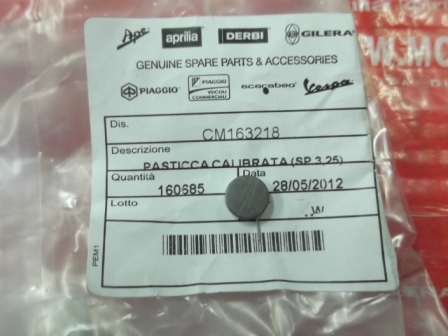 Ape aprilia DERBI GILERA
GENUINE SPARE PARTS & ACCESSORIES
PIAGGIO PIAGGIO VEICOLI COMMERCIALI scarabeo Vespa
Dis.
CM163218
Descrizione
PASTICCA CALIBRATA (SP 3,25)
Quantità Data
160685 28/05/2012
Lotto
PEM1